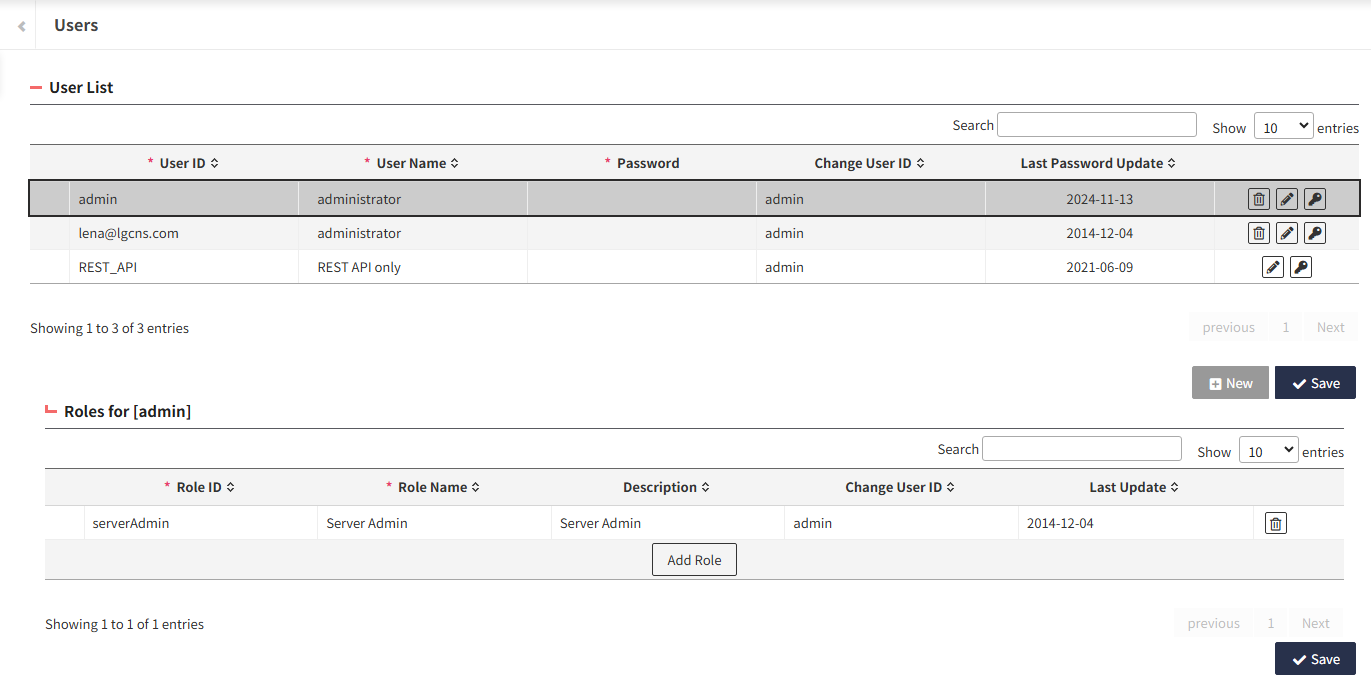 Users
User List
Search Show 10 entries
* User ID * User Name * Password Change User ID Last Password Update
admin administrator admin 2024-11-13
lena@lgcns.com administrator admin 2014-12-04
REST_API REST API only admin 2021-06-09
Showing 1 to 3 of 3 entries previous 1 Next
New Save
Roles for [admin]
Search Show 10 entries
* Role ID * Role Name Description Change User ID Last Update
serverAdmin Server Admin Server Admin admin 2014-12-04
Add Role
Showing 1 to 1 of 1 entries previous 1 Next
Save